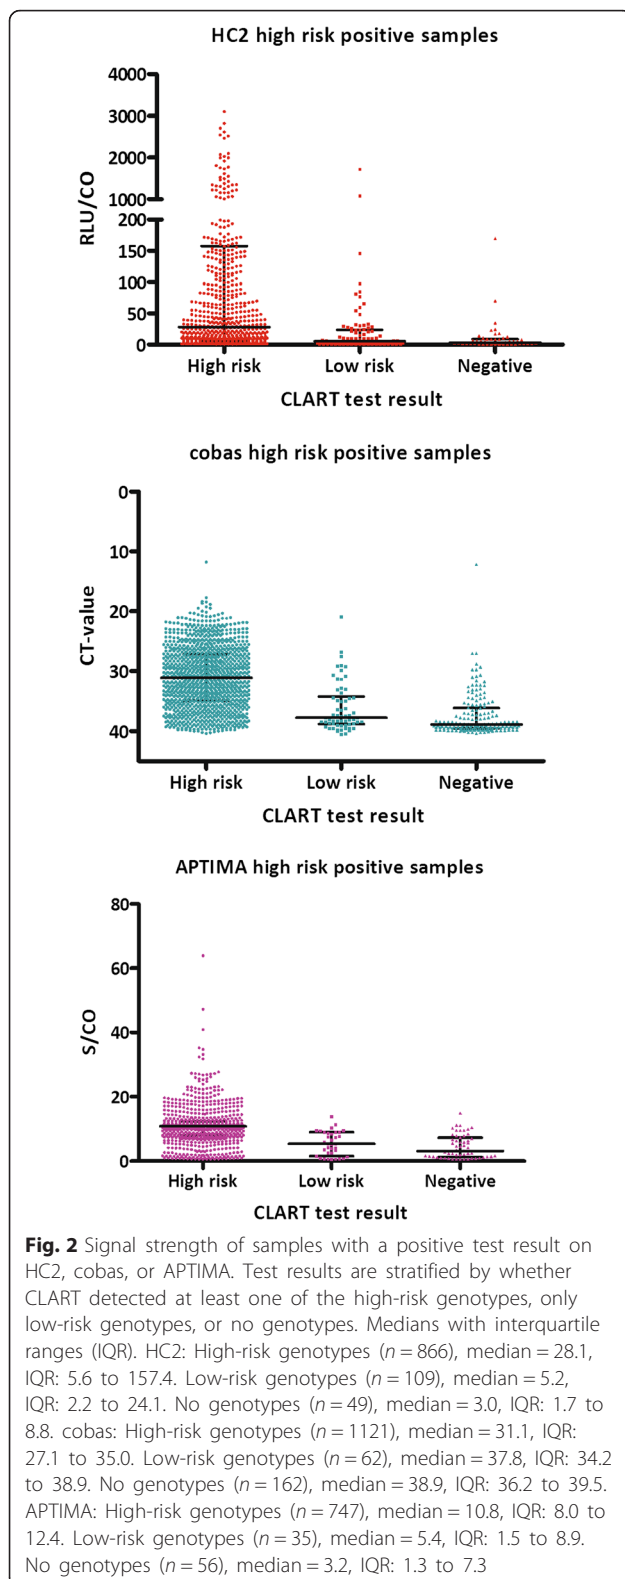 HC2 high risk positive samples
4000
3000
2000
1000
200
150
100
50
0
RLU/CO
High risk Low risk Negative
CLART test result
cobas high risk positive samples
0
10
20
30
40
CT-value
High risk Low risk Negative
CLART test result
APTIMA high risk positive samples
80
60
40
20
0
S/CO
High risk Low risk Negative
CLART test result
Fig. 2 Signal strength of samples with a positive test result on
HC2, cobas, or APTIMA. Test results are stratified by whether
CLART detected at least one of the high-risk genotypes, only
low-risk genotypes, or no genotypes. Medians with interquartile
ranges (IQR). HC2: High-risk genotypes (n = 866), median = 28.1,
IQR: 5.6 to 157.4. Low-risk genotypes (n = 109), median = 5.2,
IQR: 2.2 to 24.1. No genotypes (n = 49), median = 3.0, IQR: 1.7 to
8.8. cobas: High-risk genotypes (n = 1121), median = 31.1, IQR:
27.1 to 35.0. Low-risk genotypes (n = 62), median = 37.8, IQR: 34.2
to 38.9. No genotypes (n = 162), median = 38.9, IQR: 36.2 to 39.5.
APTIMA: High-risk genotypes (n = 747), median = 10.8, IQR: 8.0 to
12.4. Low-risk genotypes (n = 35), median = 5.4, IQR: 1.5 to 8.9.
No genotypes (n = 56), median = 3.2, IQR: 1.3 to 7.3